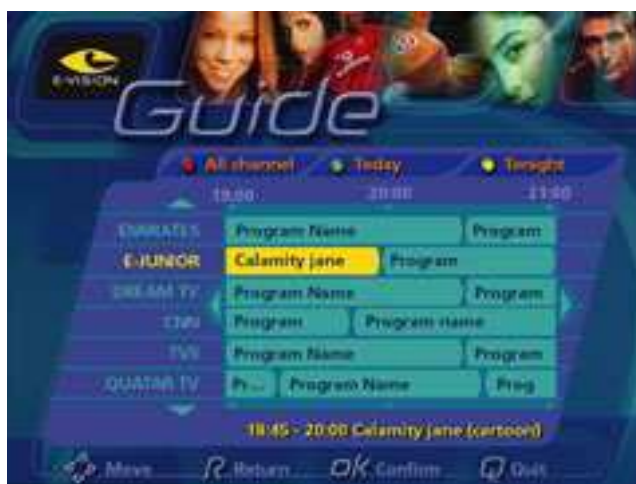 E-VISION
Guide
All channel Today Tonight
19:00 20:00 21:00
EMIRATES Program Name Program
E-JUNIOR Calamity jane Program
DREAM TV Program Name Program
CNN Program Program name
Program Name Program
QUATAR TV Pr... Program Name Prog
18:45 - 20:00 Calamity jane (cartoon)
Move R Return OK Confirm Q Quit